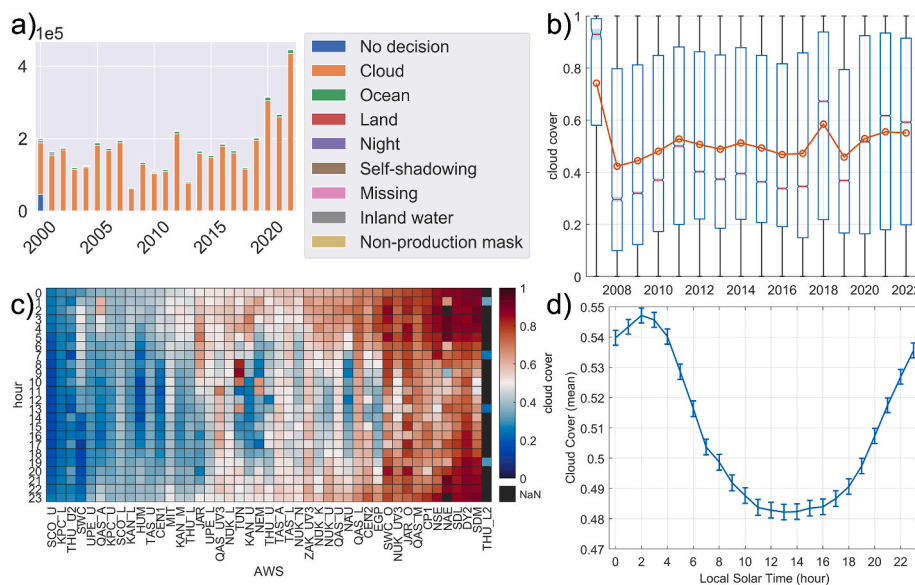 a)
1e5
4
2
0
2000
2005
2010
2015
2020
No decision
Cloud
Ocean
Land
Night
Self-shadowing
Missing
Inland water
Non-production mask
b)
cloud cover
1
0.8
0.6
0.4
0.2
0
2008 2010 2012 2014 2016 2018 2020 2022
c)
hour
0
1
2
3
4
5
6
7
8
9
10
11
12
13
14
15
16
17
18
19
20
21
22
23
SCO_U
KPC_L
THU_U2
SWC
UPE_U
QAS_A
KPC_U
SCO_L
KAN_L
HUM
TAS_U
CEN1
MIT
KAN_M
THU_L
JAR
UPE_L
QAS_UV3
NUK_L
TUN
KAN_U
NEM
THU_U
TAS_A
TAS_L
NUK_N
ZAK_UV3
NUK_K
NUK_U
QAS_U
NAU
QAS_L
CEN2
EGP
SWC_O
NUK_UV3
JAR_O
QAS_M
CP1
NSE
NAE
SDL
DY2
SDM
THU_L2
AWS
1
0.8
0.6
0.4
0.2
0
NaN
cloud cover
d)
Cloud Cover (mean)
0.55
0.54
0.53
0.52
0.51
0.5
0.49
0.48
0.47
0 2 4 6 8 10 12 14 16 18 20 22
Local Solar Time (hour)